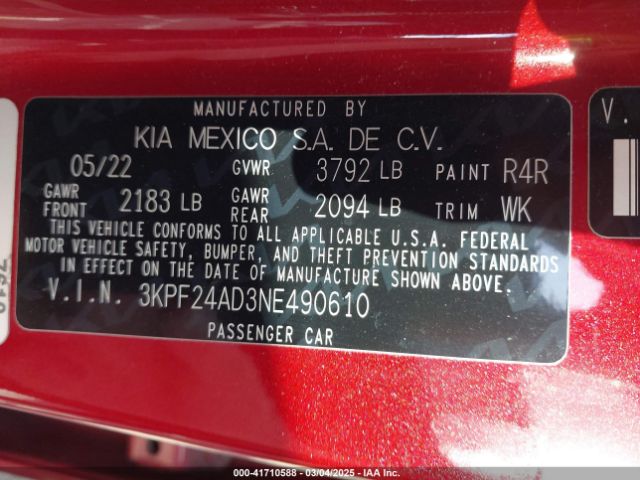 MANUFACTURED BY
KIA MEXICO S.A. DE C.V.
05/22 GVWR 3792 LB PAINT R4R
GAWR FRONT 2183 LB GAWR REAR 2094 LB TRIM WK
THIS VEHICLE CONFORMS TO ALL APPLICABLE U.S.A. FEDERAL
MOTOR VEHICLE SAFETY, BUMPER, AND THEFT PREVENTION STANDARDS
IN EFFECT ON THE DATE OF MANUFACTURE SHOWN ABOVE.
V.I.N. 3KPF24AD3NE490610
PASSENGER CAR
V.
000-41710588 — 03/04/2025 — IAA Inc.